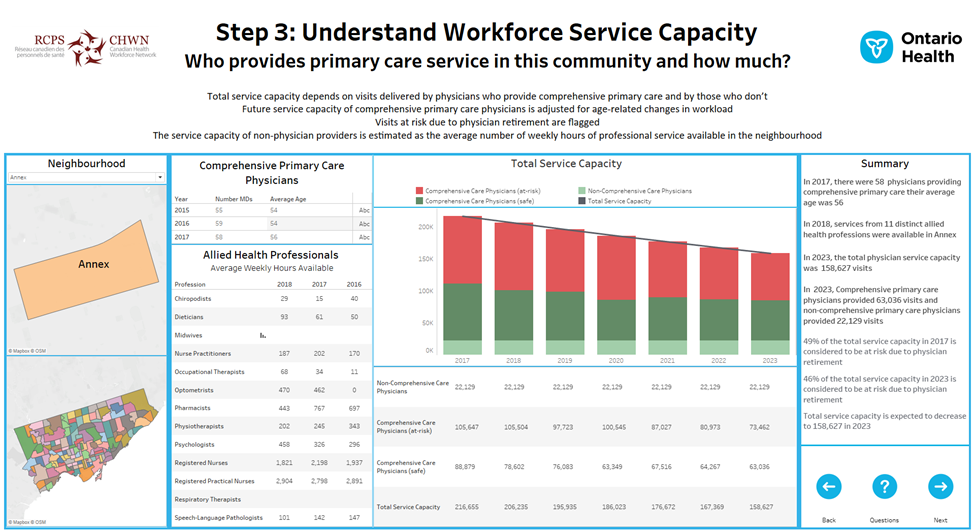 RCPS
Réseau canadien des
personnels de santé
CHWN
Canadian Health
Workforce Network
Step 3: Understand Workforce Service Capacity
Who provides primary care service in this community and how much?
Ontario
Health
Total service capacity depends on visits delivered by physicians who provide comprehensive primary care and by those who don't
Future service capacity of comprehensive primary care physicians is adjusted for age-related changes in workload
Visits at risk due to physician retirement are flagged
The service capacity of non-physician providers is estimated as the average number of weekly hours of professional service available in the neighbourhood
Neighbourhood
Annex
Annex
© Mapbox © OSM
© Mapbox © OSM
Comprehensive Primary Care
Physicians
Year Number MDs Average Age
2015 55 54 Abc
2016 59 54 Abc
2017 58 56 Abc
Allied Health Professionals
Average Weekly Hours Available
Profession 2018 2017 2016
Chiropodists 29 15 40
Dieticians 93 61 50
Midwives
Nurse Practitioners 187 202 170
Occupational Therapists 68 34 11
Optometrists 470 462 0
Pharmacists 443 767 697
Physiotherapists 202 245 343
Psychologists 458 326 296
Registered Nurses 1,821 2,198 1,937
Registered Practical Nurses 2,904 2,798 2,891
Respiratory Therapists
Speech-Language Pathologists 101 142 147
Total Service Capacity
Comprehensive Care Physicians (at-risk) Non-Comprehensive Care Physicians
Comprehensive Care Physicians (safe) Total Service Capacity
200K
150K
100K
50K
0K
2017 2018 2019 2020 2021 2022 2023
Non-Comprehensive Care
Physicians 22,129 22,129 22,129 22,129 22,129 22,129 22,129
Comprehensive Care
Physicians (at-risk) 105,647 105,504 97,723 100,545 87,027 80,973 73,462
Comprehensive Care
Physicians (safe) 88,879 78,602 76,083 63,349 67,516 64,267 63,036
Total Service Capacity 216,655 206,235 195,935 186,023 176,672 167,369 158,627
Summary
In 2017, there were 58 physicians providing
comprehensive primary care their average
age was 56
In 2018, services from 11 distinct allied
health professions were available in Annex
In 2023, the total physician service capacity
was 158,627 visits
In 2023, Comprehensive primary care
physicians provided 63,036 visits and
non-comprehensive primary care physicians
provided 22,129 visits
49% of the total service capacity in 2017 is
considered to be at risk due to physician
retirement
46% of the total service capacity in 2023 is
considered to be at risk due to physician
retirement
Total service capacity is expected to decrease
to 158,627 in 2023
Back Questions Next